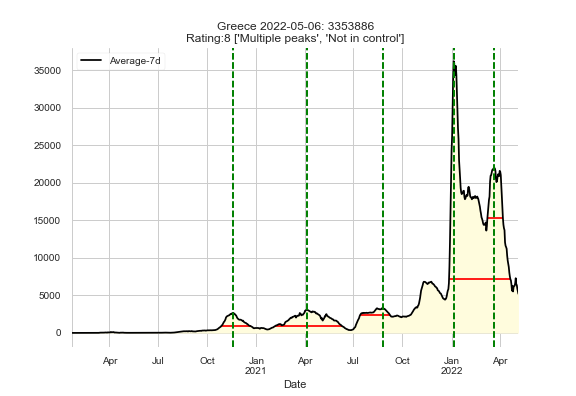 Greece 2022-05-06: 3353886
Rating:8 ['Multiple peaks', 'Not in control']
Average-7d
35000
30000
25000
20000
15000
10000
5000
0
Apr Jul Oct Jan Apr Jul Oct Jan Apr
2021 2022
Date